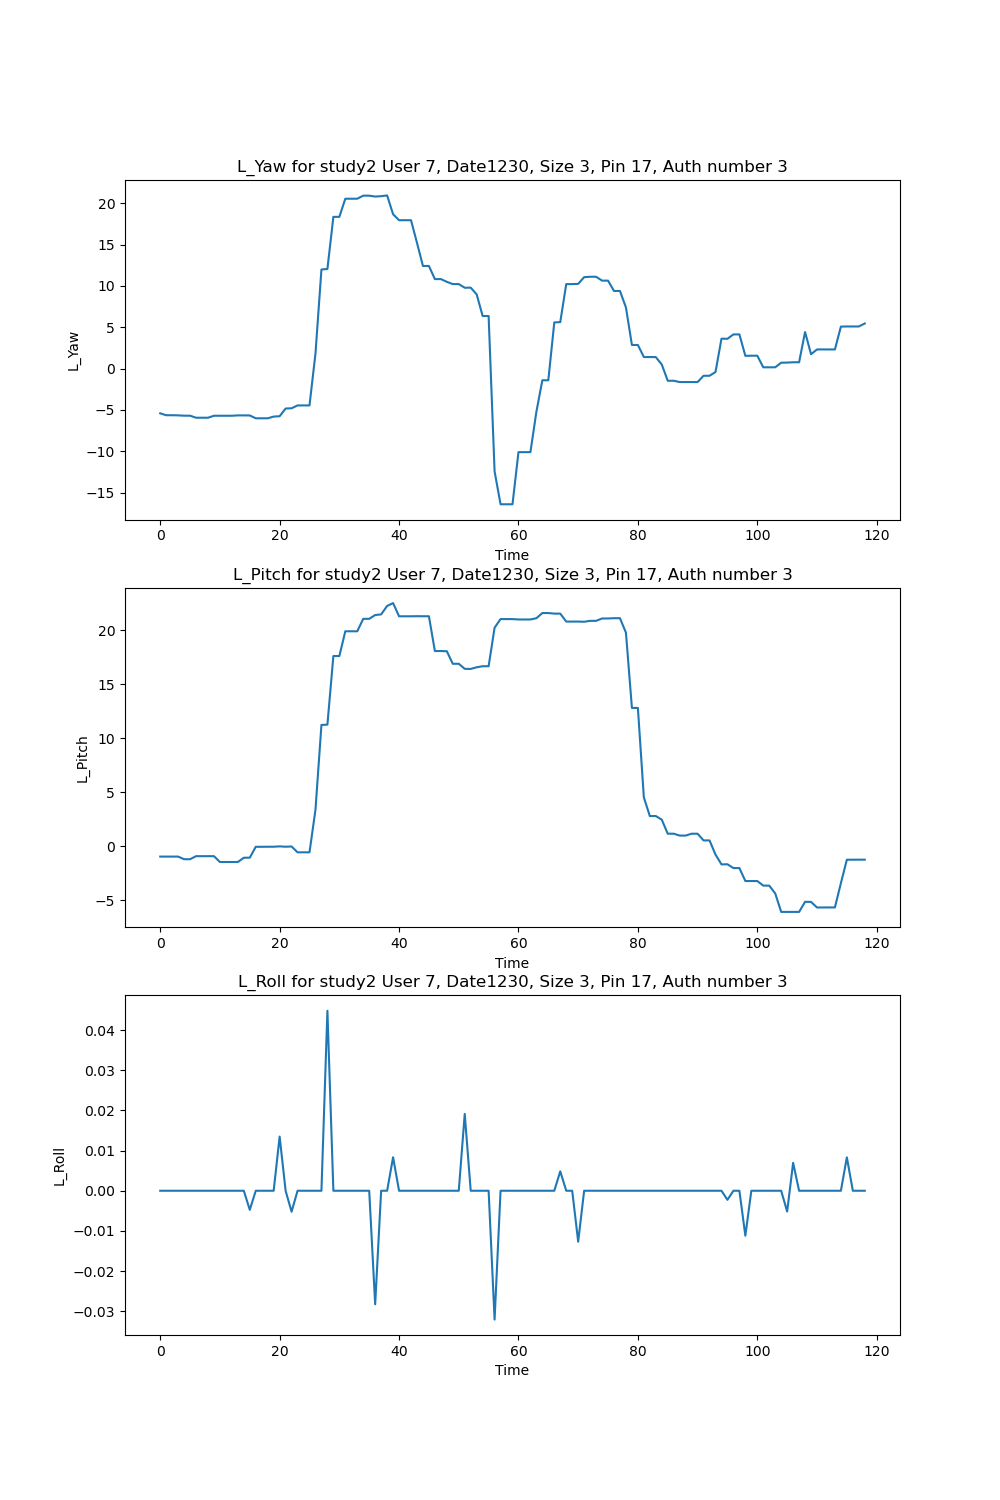 L_Yaw for study2 User 7, Date1230, Size 3, Pin 17, Auth number 3
20
15
10
5
0
−5
−10
−15
L_Yaw
0 20 40 60 80 100 120
Time
L_Pitch for study2 User 7, Date1230, Size 3, Pin 17, Auth number 3
20
15
10
5
0
−5
L_Pitch
0 20 40 60 80 100 120
Time
L_Roll for study2 User 7, Date1230, Size 3, Pin 17, Auth number 3
0.04
0.03
0.02
0.01
0.00
−0.01
−0.02
−0.03
L_Roll
0 20 40 60 80 100 120
Time